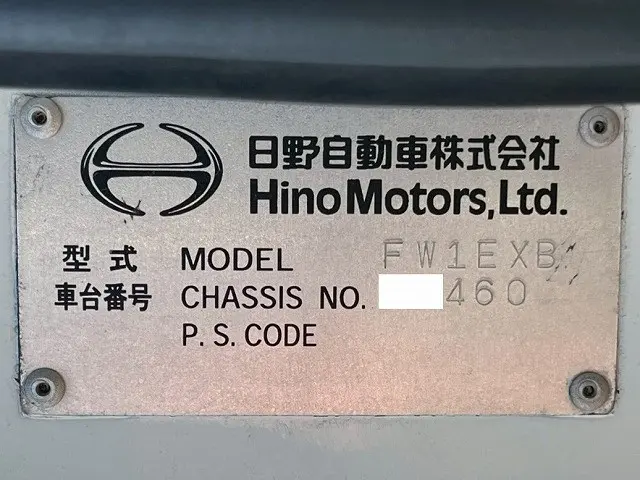 日野自動車株式会社
Hino Motors, Ltd.
型式 MODEL FW1EXB
車台番号 CHASSIS NO. 460
P.S.CODE